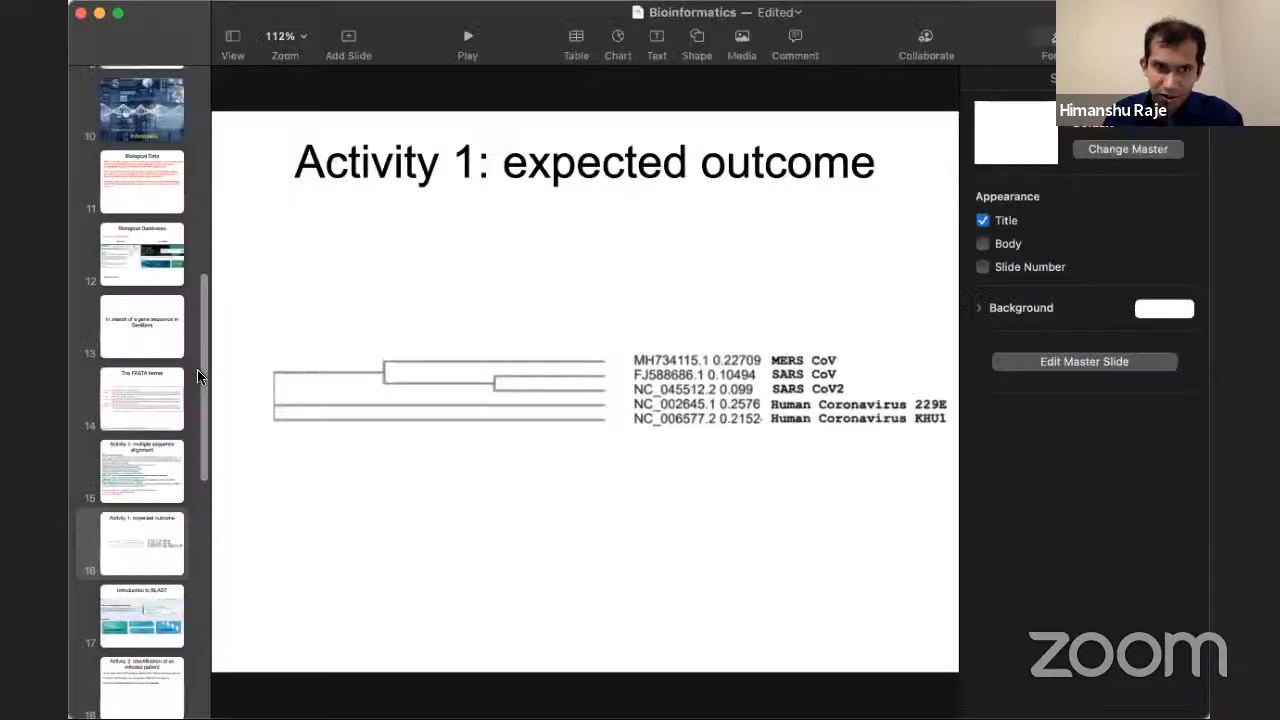 Bioinformatics — Edited
112%
View
Zoom
Add Slide
Play
Table
Chart
Text
Shape
Media
Comment
Collaborate
Himanshu Raje
Change Master
Appearance
Title
Body
Slide Number
Background
Edit Master Slide
10
Biological Data
11
Biological Databases
12
In search of a gene sequence in
GenBank
13
The FASTA format
14
Activity 1: multiple sequence
alignment
15
Activity 1: expected outcome
16
Introduction to BLAST
17
Activity 2: identification of an
infected patient
18
Activity 1: expected outcome
MH734115.1 0.22709 MERS CoV
FJ588686.1 0.10494 SARS CoV
NC_045512.2 0.099 SARS CoV2
NC_002645.1 0.2576 Human Coronavirus 229E
NC_006577.2 0.2152 Human Coronavirus KHU1
zoom